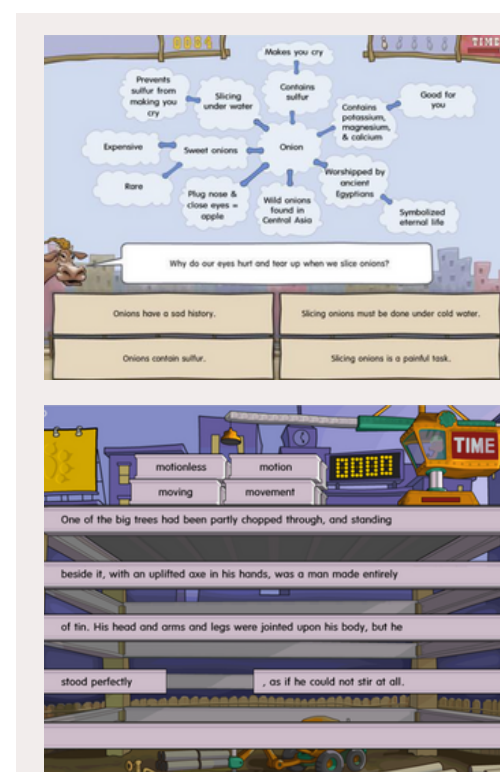 0034
TIME
Makes you cry
Prevents
sulfur from
making you
cry
Slicing
under water
Contains
sulfur
Contains
potassium,
magnesium,
& calcium
Good for
you
Expensive
Sweet onions
Onion
Rare
Plug nose &
close eyes =
apple
Wild onions
found in
Central Asia
Worshipped by
ancient
Egyptians
Symbolized
eternal life
Why do our eyes hurt and tear up when we slice onions?
Onions have a sad history.
Slicing onions must be done under cold water.
Onions contain sulfur.
Slicing onions is a painful task.
motionless
motion
moving
movement
0000
TIME
One of the big trees had been partly chopped through, and standing
beside it, with an uplifted axe in his hands, was a man made entirely
of tin. His head and arms and legs were jointed upon his body, but he
stood perfectly , as if he could not stir at all.